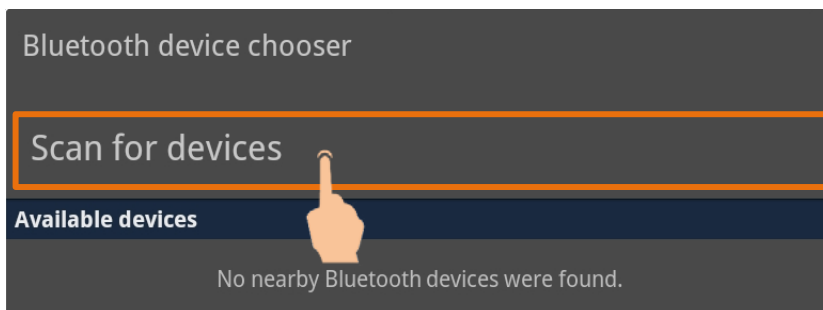 Bluetooth device chooser
Scan for devices
Available devices
No nearby Bluetooth devices were found.